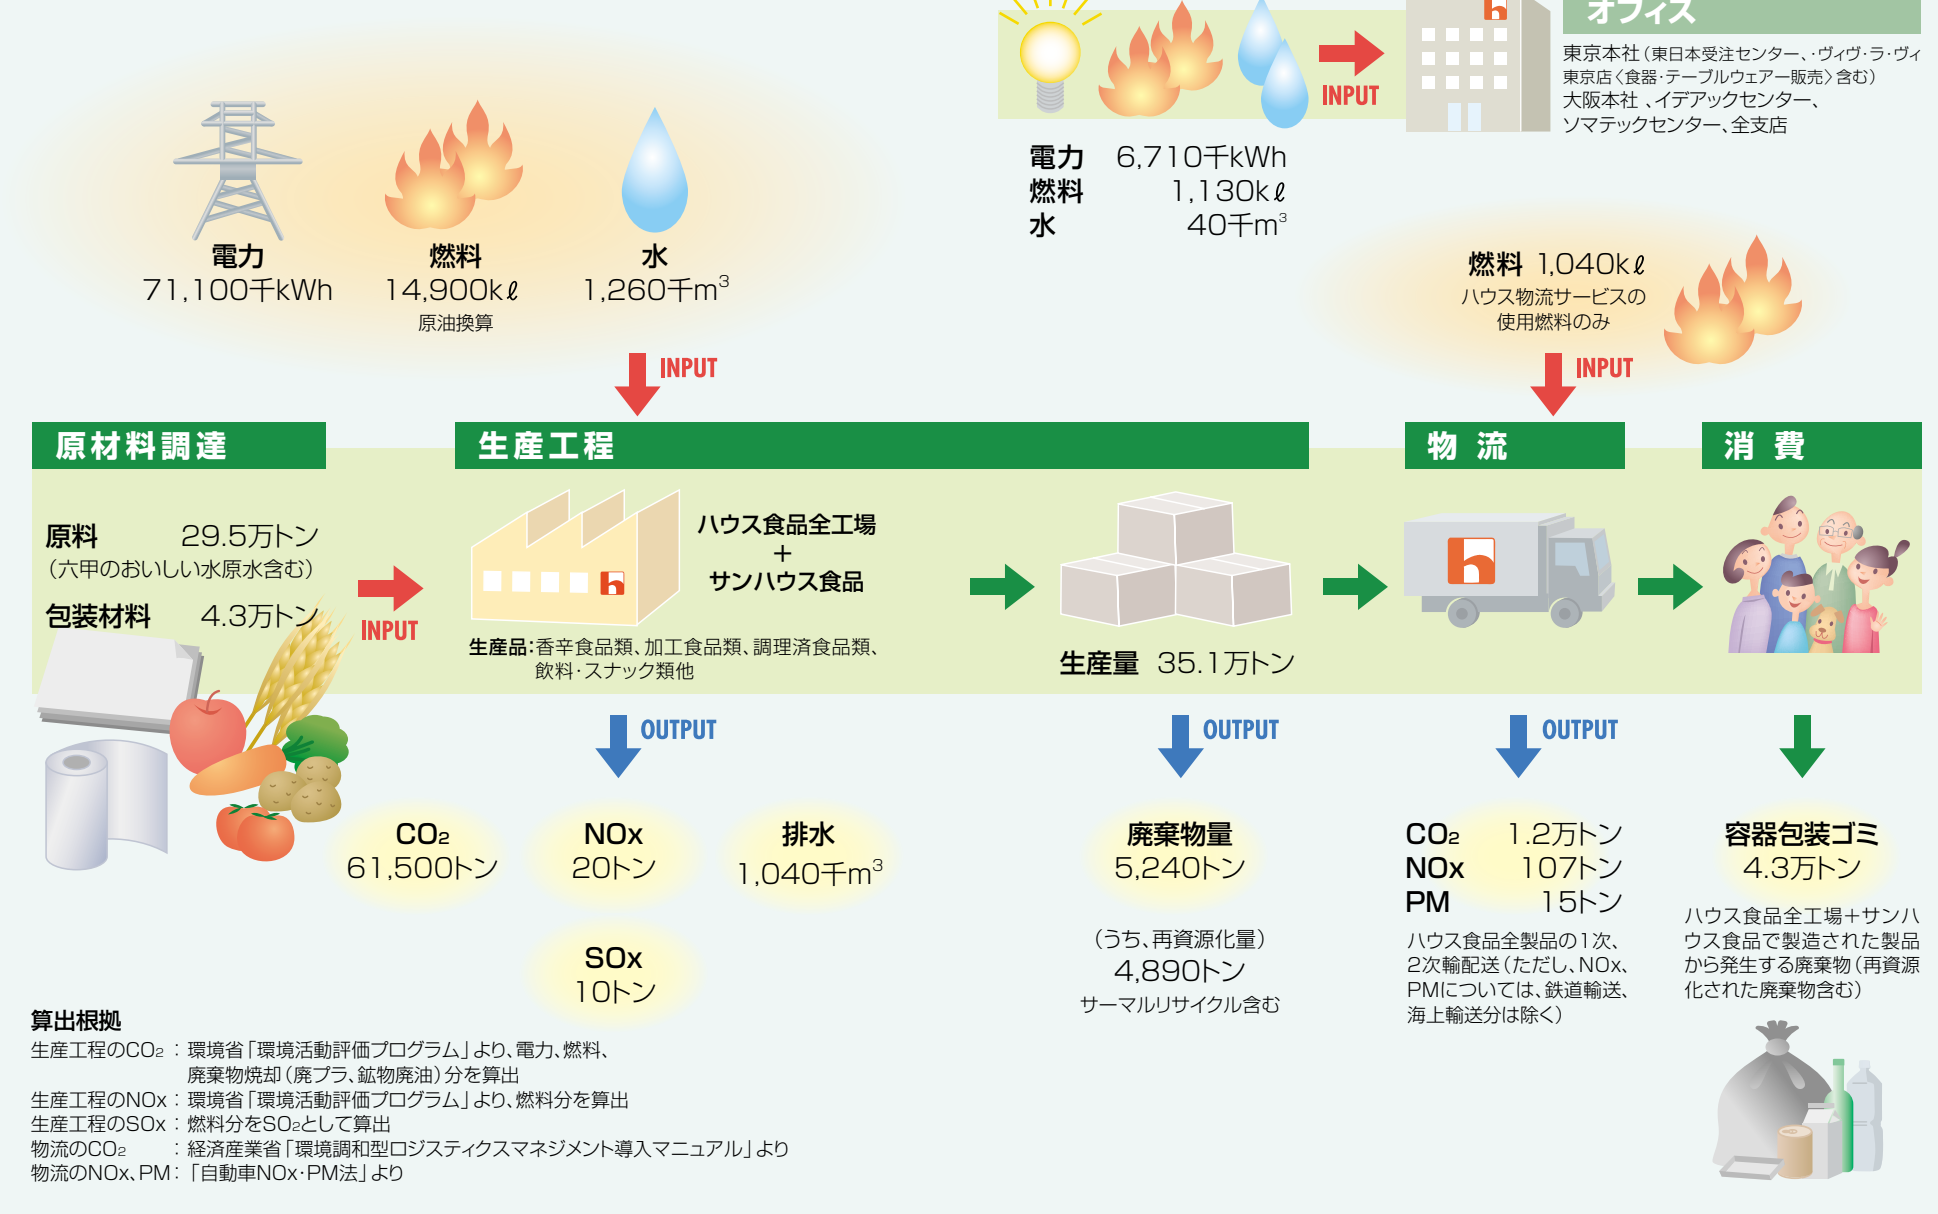 オフィス
東京本社（東日本受注センター、・ヴィヴ・ラ・ヴィ
東京店〈食器・テーブルウェアー販売〉含む）
大阪本社 、イデアックセンター、
ソマテックセンター、全支店
INPUT
電力 6,710千kWh
燃料 1,130kℓ
水 40千m³
電力
71,100千kWh
燃料
14,900kℓ
原油換算
水
1,260千m³
INPUT
燃料 1,040kℓ
ハウス物流サービスの
使用燃料のみ
INPUT
原材料調達
原料 29.5万トン
（六甲のおいしい水原水含む）
包装材料 4.3万トン
INPUT
生産工程
ハウス食品全工場
＋
サンハウス食品
生産品：香辛食品類、加工食品類、調理済食品類、
飲料・スナック類他
生産量 35.1万トン
物 流
消 費
OUTPUT
OUTPUT
OUTPUT
CO₂
61,500トン
NOx
20トン
排水
1,040千m³
SOx
10トン
廃棄物量
5,240トン
（うち、再資源化量）
4,890トン
サーマルリサイクル含む
CO₂ 1.2万トン
NOx 107トン
PM 15トン
ハウス食品全製品の1次、
2次輸配送（ただし、NOx、
PMについては、鉄道輸送、
海上輸送分は除く）
容器包装ゴミ
4.3万トン
ハウス食品全工場＋サンハ
ウス食品で製造された製品
から発生する廃棄物（再資源
化された廃棄物含む）
算出根拠
生産工程のCO₂ ： 環境省「環境活動評価プログラム」より、電力、燃料、
廃棄物焼却（廃プラ、鉱物廃油）分を算出
生産工程のNOx ： 環境省「環境活動評価プログラム」より、燃料分を算出
生産工程のSOx ： 燃料分をSO₂として算出
物流のCO₂ ： 経済産業省「環境調和型ロジスティクスマネジメント導入マニュアル」より
物流のNOx、PM： 「自動車NOx・PM法」より